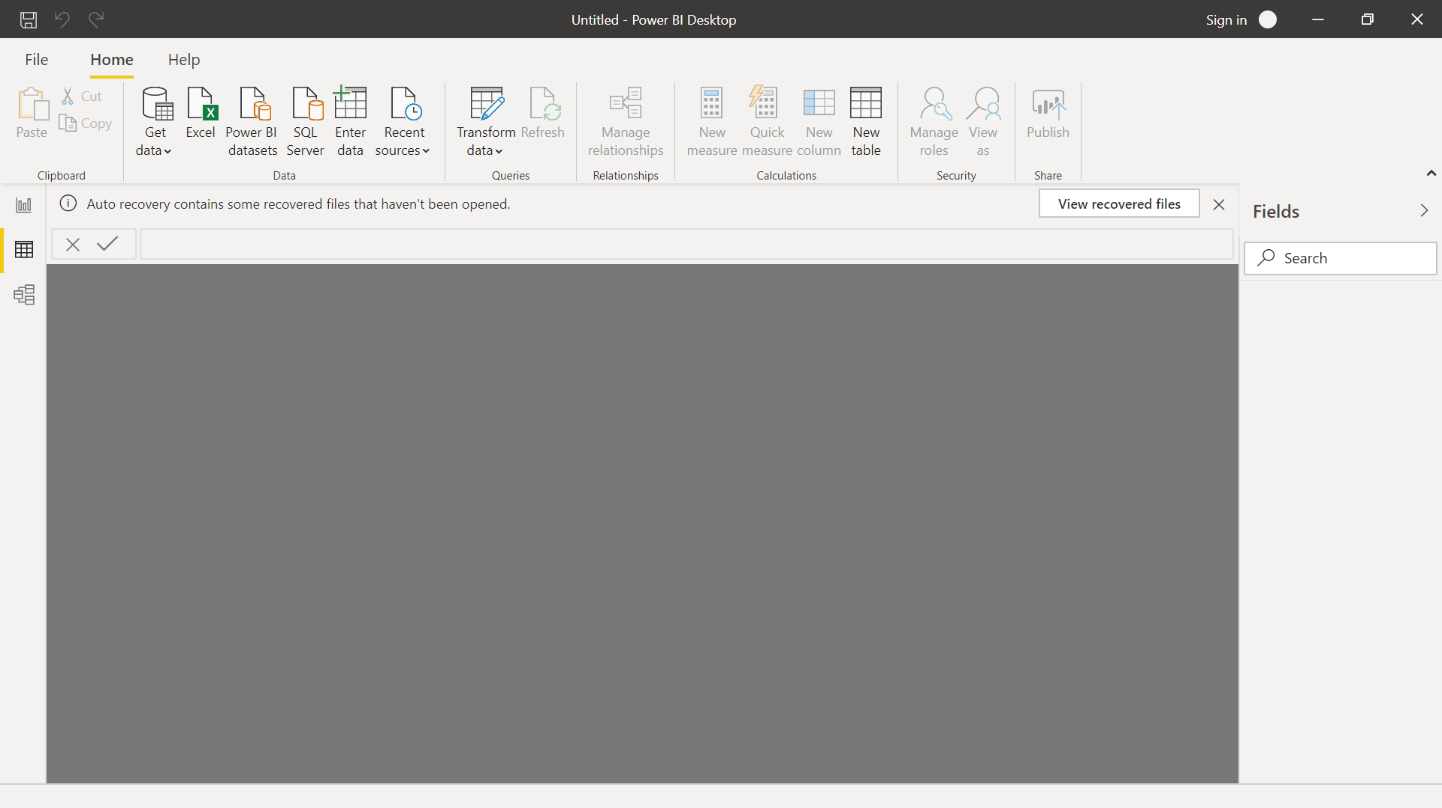 Untitled - Power BI Desktop
Sign in
File Home Help
Paste
Cut
Copy
Clipboard
Get data
Excel
Power BI datasets
SQL Server
Enter data
Recent sources
Data
Transform data
Refresh
Queries
Manage relationships
Relationships
New measure
Quick measure
New column
New table
Calculations
Manage roles
View as
Security
Publish
Share
Auto recovery contains some recovered files that haven't been opened.
View recovered files
Fields
Search